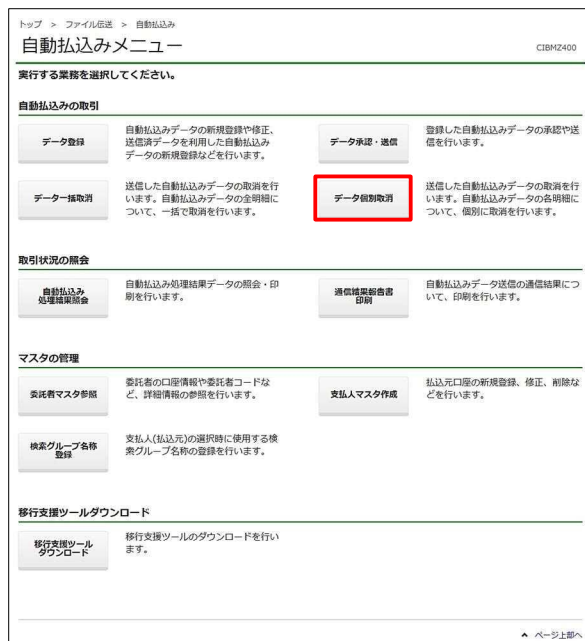 トップ > ファイル伝送 > 自動払込み
自動払込みメニュー
CIBMZ400
実行する業務を選択してください。
自動払込みの取引
データ登録
自動払込みデータの新規登録や修正、
送信済データを利用した自動払込み
データの新規登録などを行います。
データ承認・送信
登録した自動払込みデータの承認や送
信を行います。
データ一括取消
送信した自動払込みデータの取消を行
います。自動払込みデータの全明細に
ついて、一括で取消を行います。
データ個別取消
送信した自動払込みデータの取消を行
います。自動払込みデータの各明細に
ついて、個別に取消を行います。
取引状況の照会
自動払込み
処理結果照会
自動払込み処理結果データの照会・印
刷を行います。
通信結果報告書
印刷
自動払込みデータ送信の通信結果につ
いて、印刷を行います。
マスタの管理
委託者マスタ参照
委託者の口座情報や委託者コードな
ど、詳細情報の参照を行います。
支払人マスタ作成
払込元口座の新規登録、修正、削除な
どを行います。
検索グループ名称
登録
支払人(払込元)の選択時に使用する検
索グループ名称の登録を行います。
移行支援ツールダウンロード
移行支援ツール
ダウンロード
移行支援ツールのダウンロードを行い
ます。
ページ上部へ